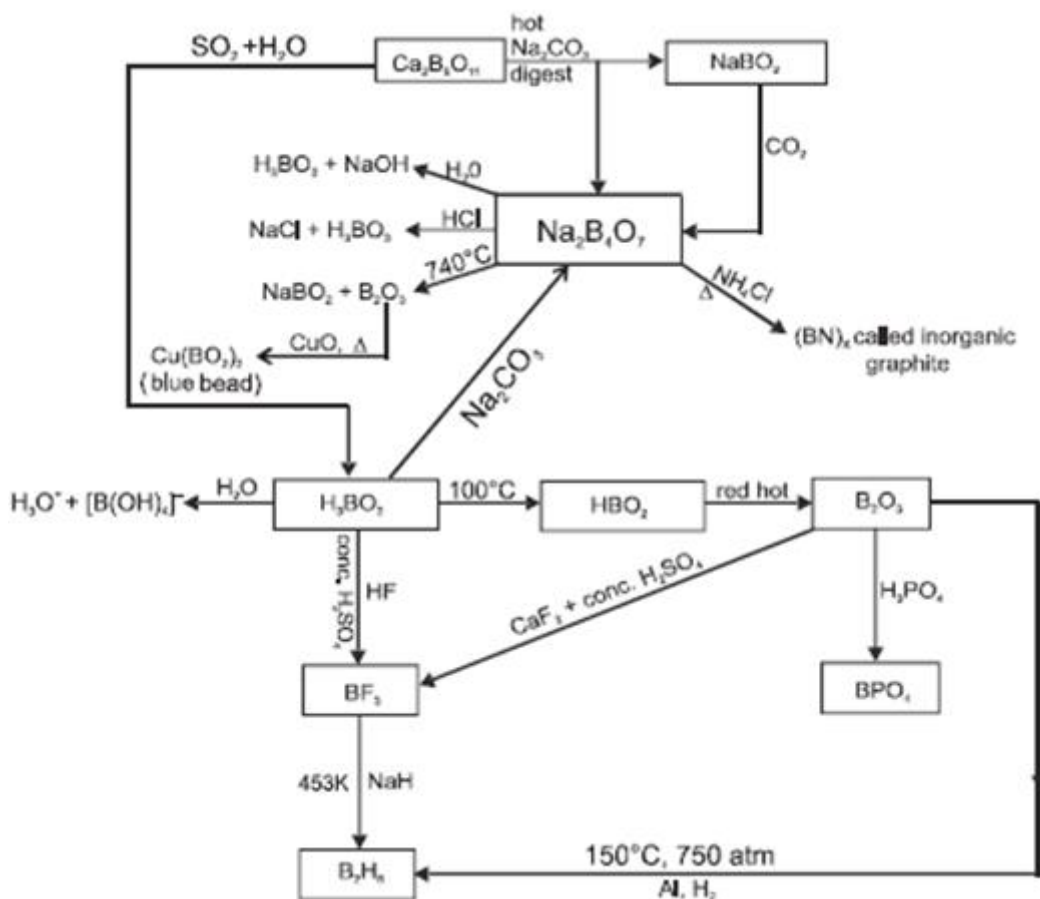 SO₂ +H₂O
hot
Na₂CO₃
digest
Ca₂B₆O₁₁
NaBO₂
CO₂
H₃BO₃ + NaOH
H₂0
NaCl + H₃BO₃
HCl
Na₂B₄O₇
740°C
NaBO₂ + B₂O₃
NH₄Cl
Δ
(BN)ₓ called inorganic
graphite
CuO, Δ
Cu(BO₂)₂
(blue bead)
Na₂CO₃
H₃O⁺ + [B(OH)₄]⁻
H₂O
H₃BO₃
100°C
HBO₂
red hot
B₂O₃
conc. H₂SO₄
HF
CaF₂ + conc. H₂SO₄
H₃PO₄
BF₃
BPO₄
453K
NaH
B₂H₆
150°C, 750 atm
Al, H₂